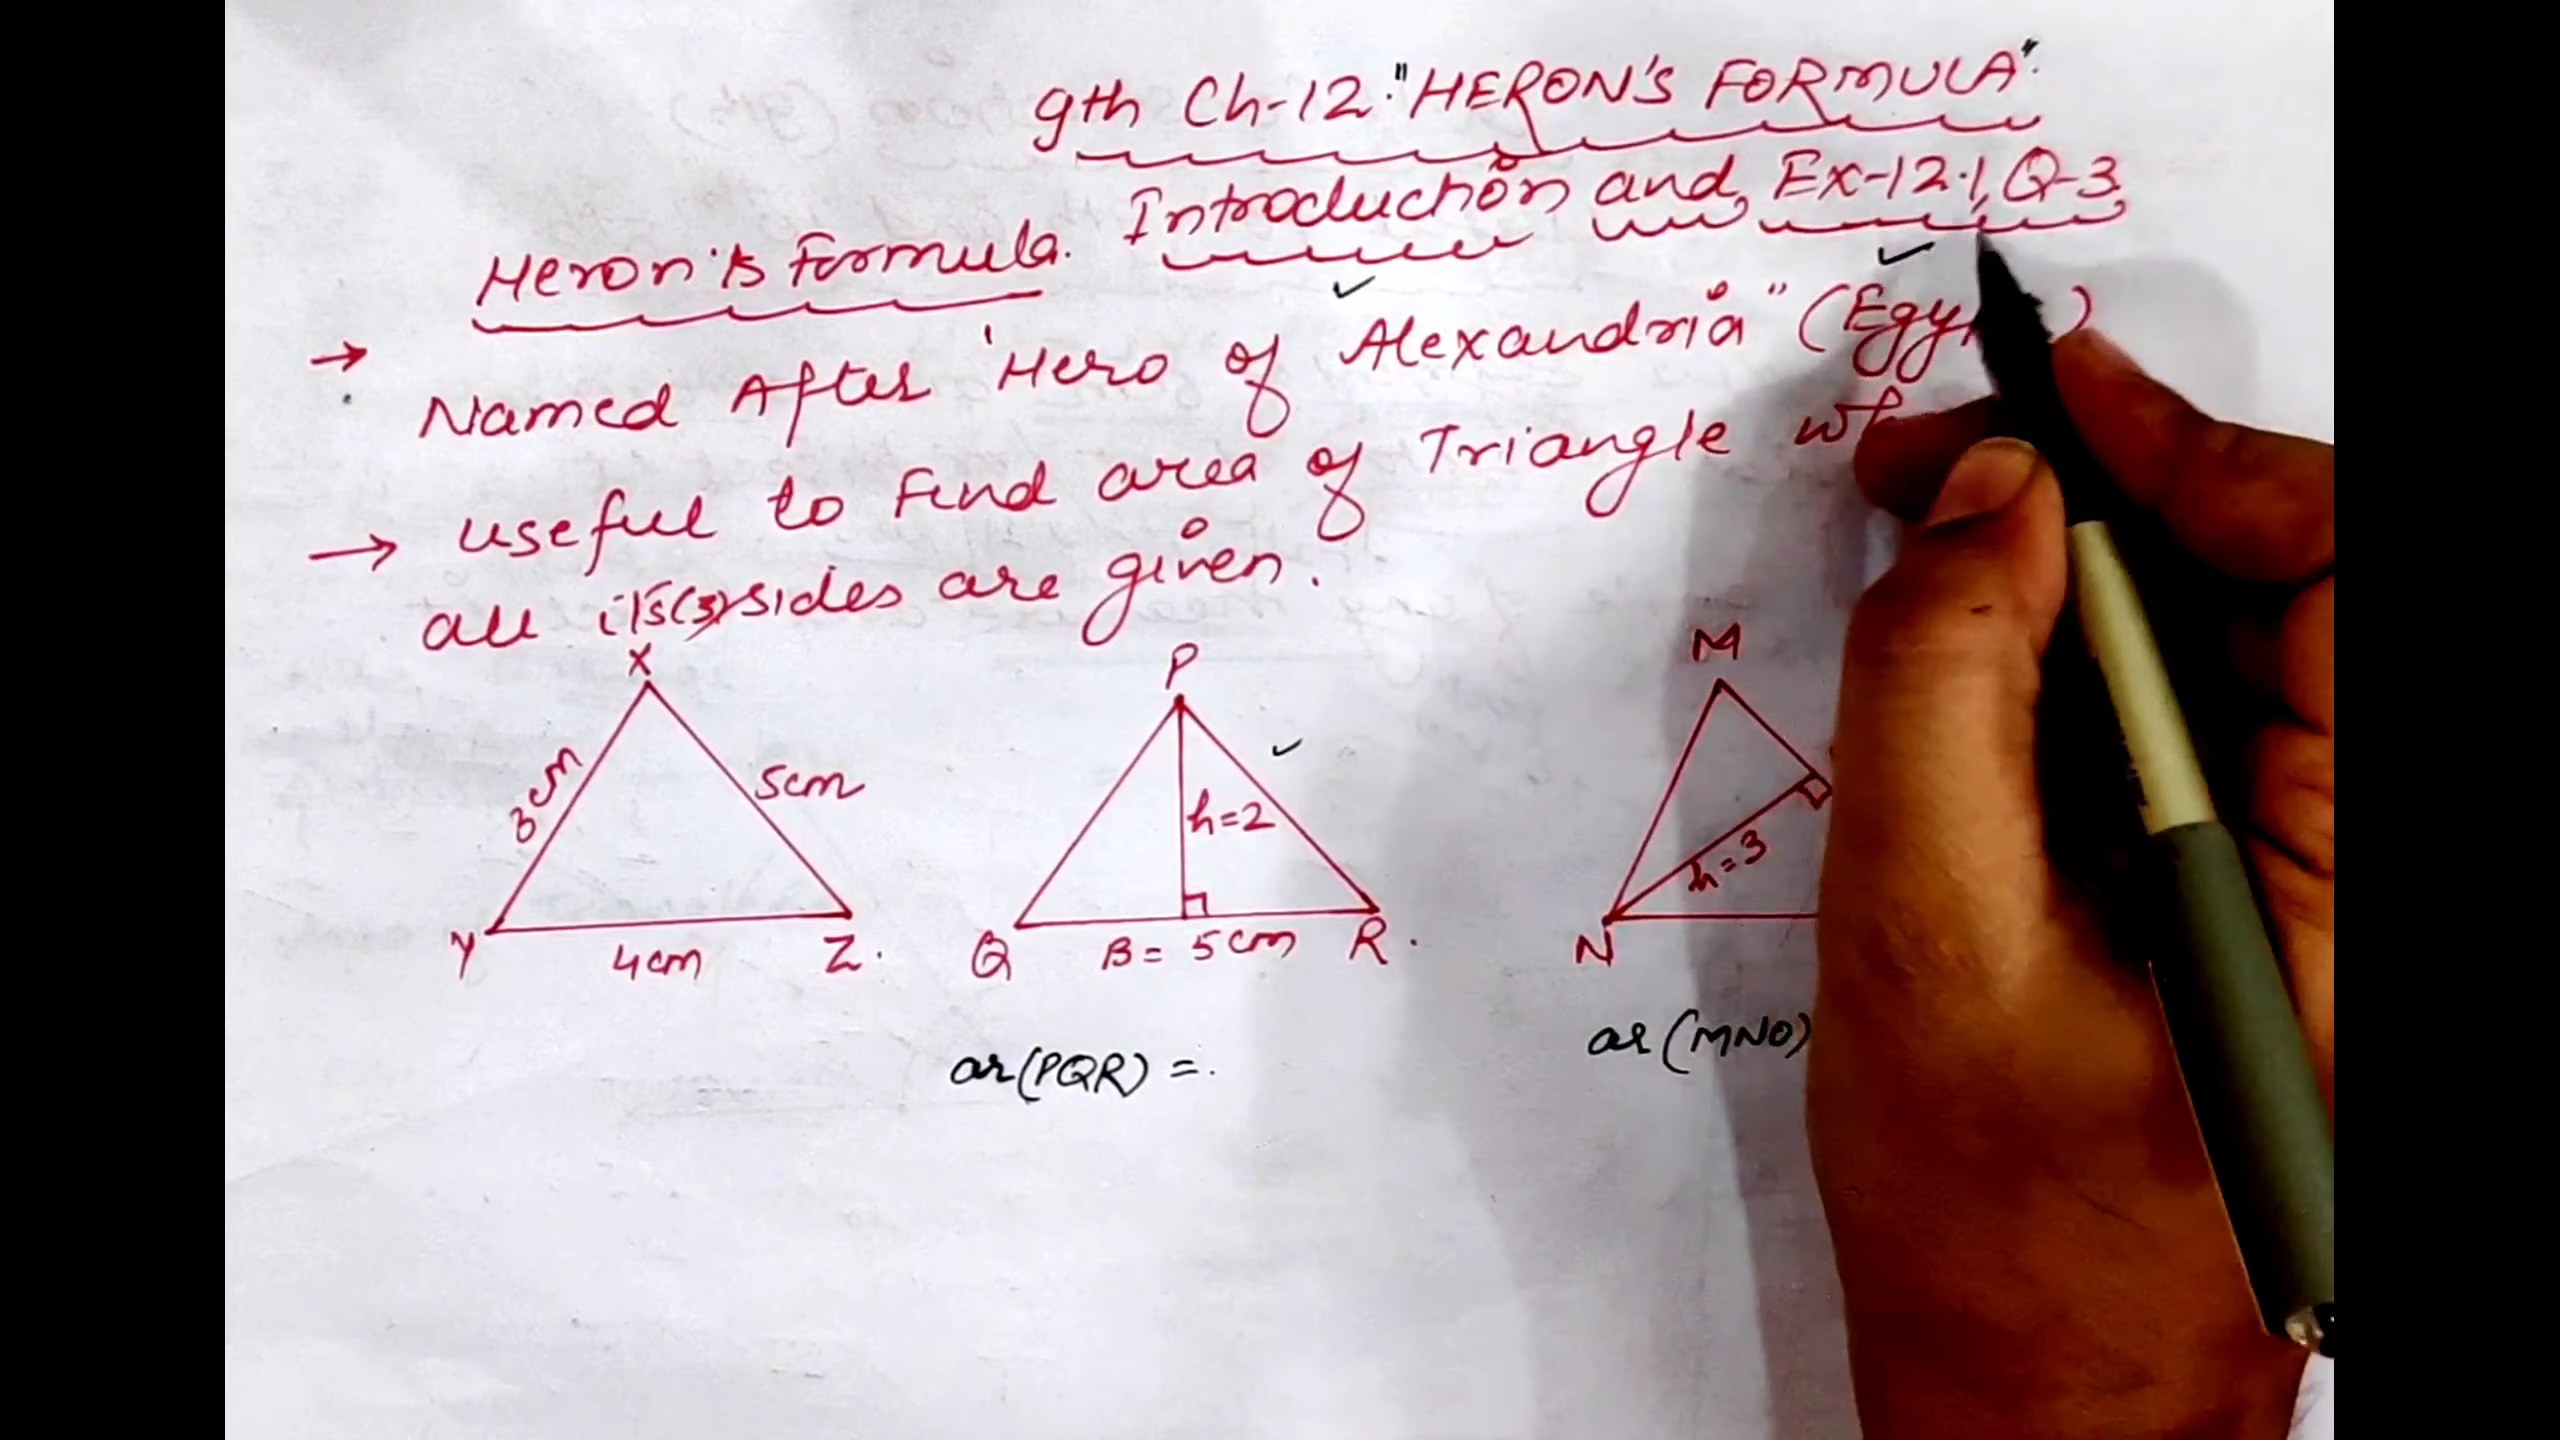 9th Ch-12 "HERON'S FORMULA".
Introduction and, Ex-12.1, Q-3.
Heron's Formula.
→ Named After 'Hero of Alexandria" (
→ useful to Find area of Triangle
all its(3) sides are given.
X
3cm
5cm
Y
4cm
Z.
P
h=2
Q
B= 5cm
R.
M
h=3
N
ar(PQR) =.
ar(MNO)